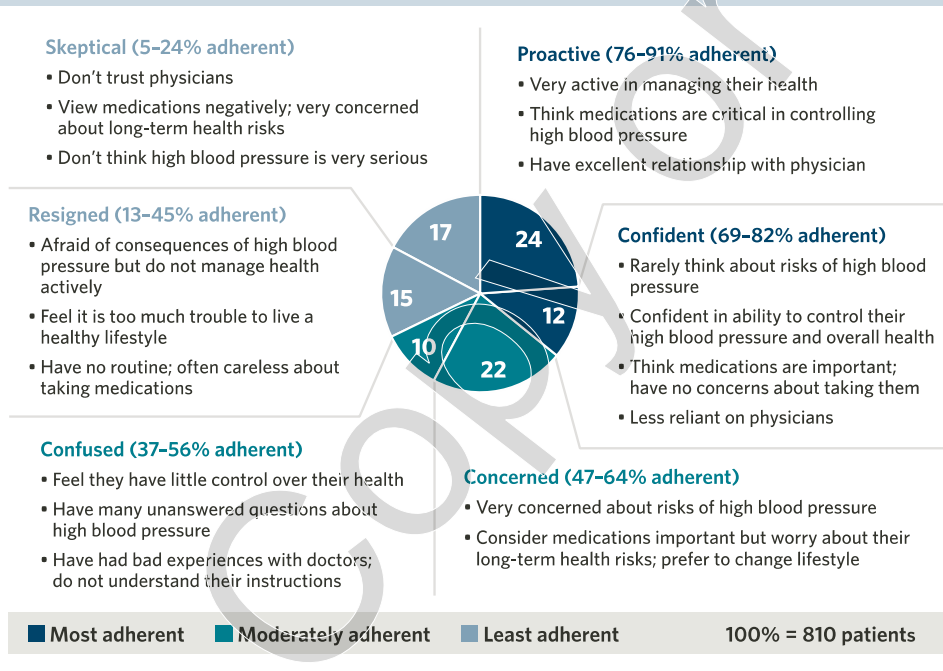 Skeptical (5–24% adherent)
• Don’t trust physicians
• View medications negatively; very concerned
about long-term health risks
• Don’t think high blood pressure is very serious
Proactive (76–91% adherent)
• Very active in managing their health
• Think medications are critical in controlling
high blood pressure
• Have excellent relationship with physician
Resigned (13–45% adherent)
• Afraid of consequences of high blood
pressure but do not manage health
actively
• Feel it is too much trouble to live a
healthy lifestyle
• Have no routine; often careless about
taking medications
17
24
15
12
10
22
Confident (69–82% adherent)
• Rarely think about risks of high blood
pressure
• Confident in ability to control their
high blood pressure and overall health
• Think medications are important;
have no concerns about taking them
• Less reliant on physicians
Confused (37–56% adherent)
• Feel they have little control over their health
• Have many unanswered questions about
high blood pressure
• Have had bad experiences with doctors;
do not understand their instructions
Concerned (47–64% adherent)
• Very concerned about risks of high blood pressure
• Consider medications important but worry about their
long-term health risks; prefer to change lifestyle
Most adherent
Moderately adherent
Least adherent
100% = 810 patients
Copy or